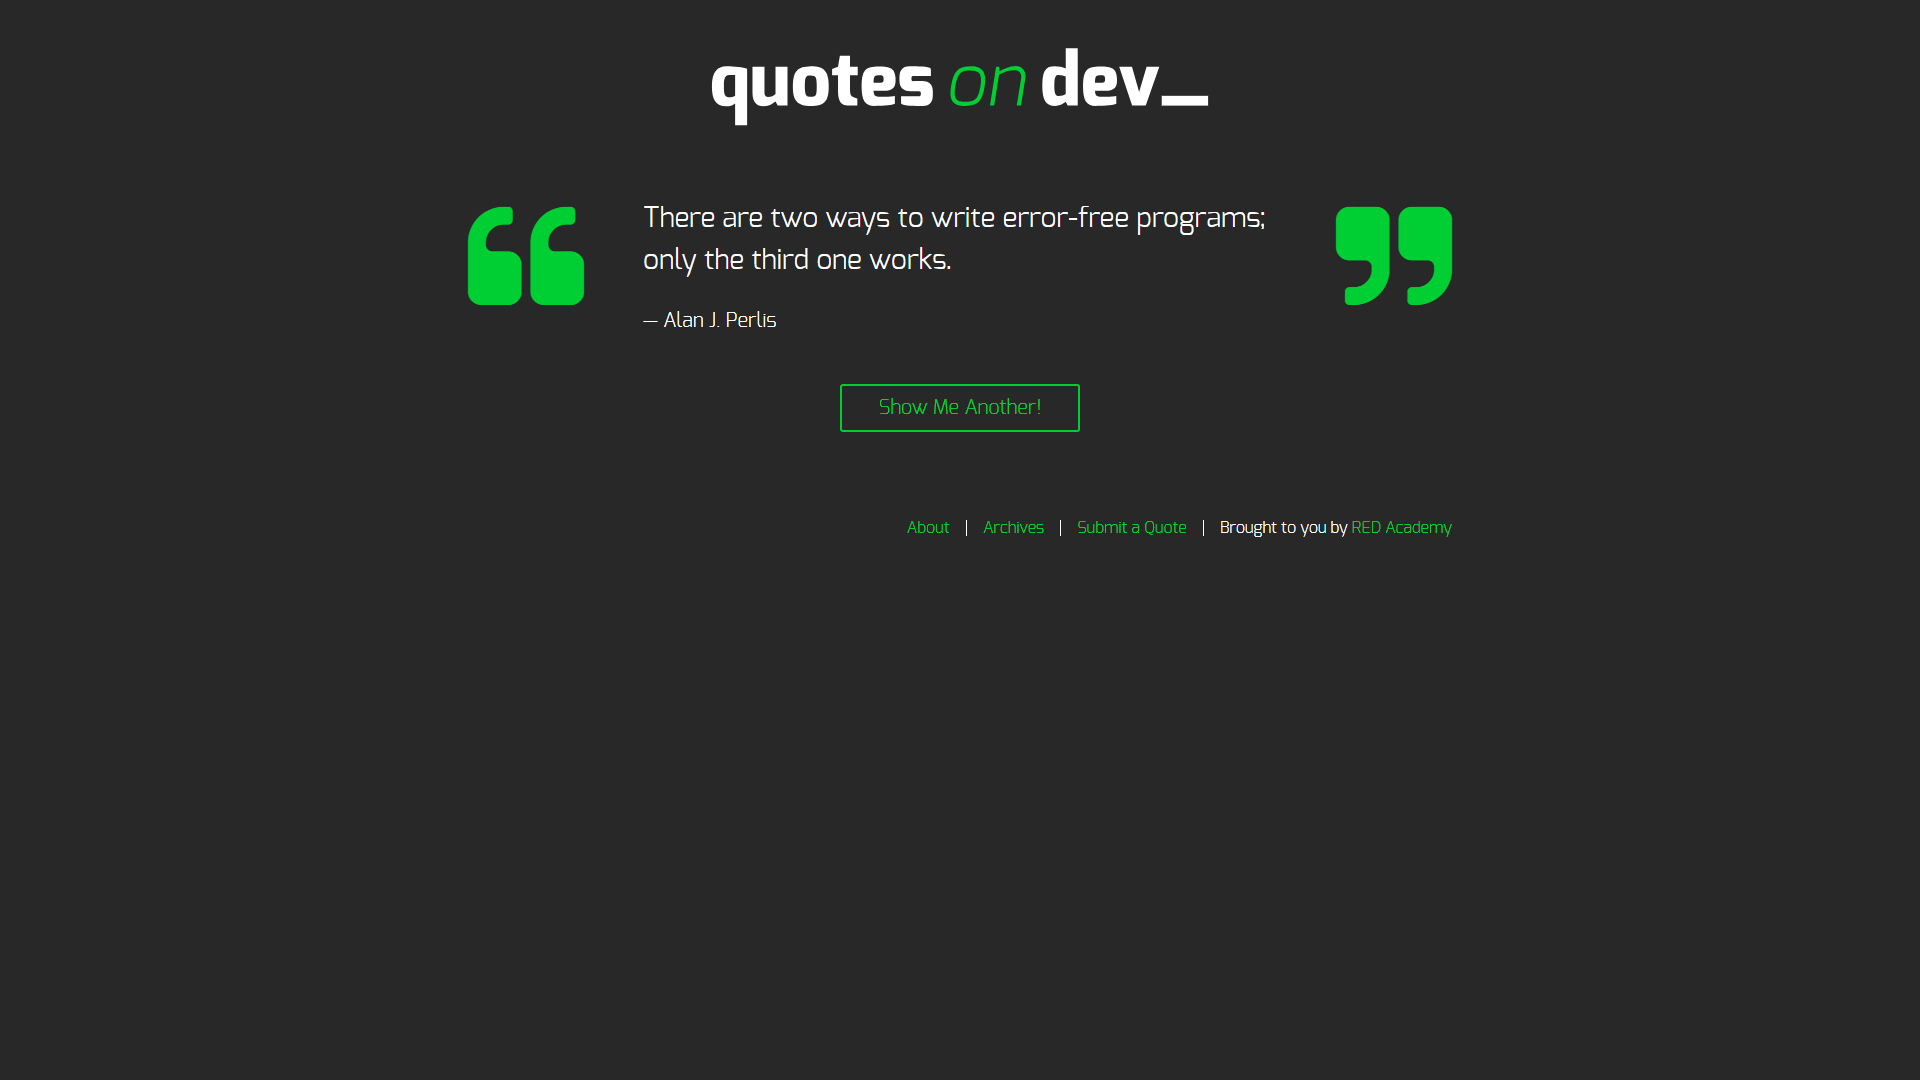 quotes on dev_
There are two ways to write error-free programs;
only the third one works.
— Alan J. Perlis
Show Me Another!
About | Archives | Submit a Quote | Brought to you by RED Academy